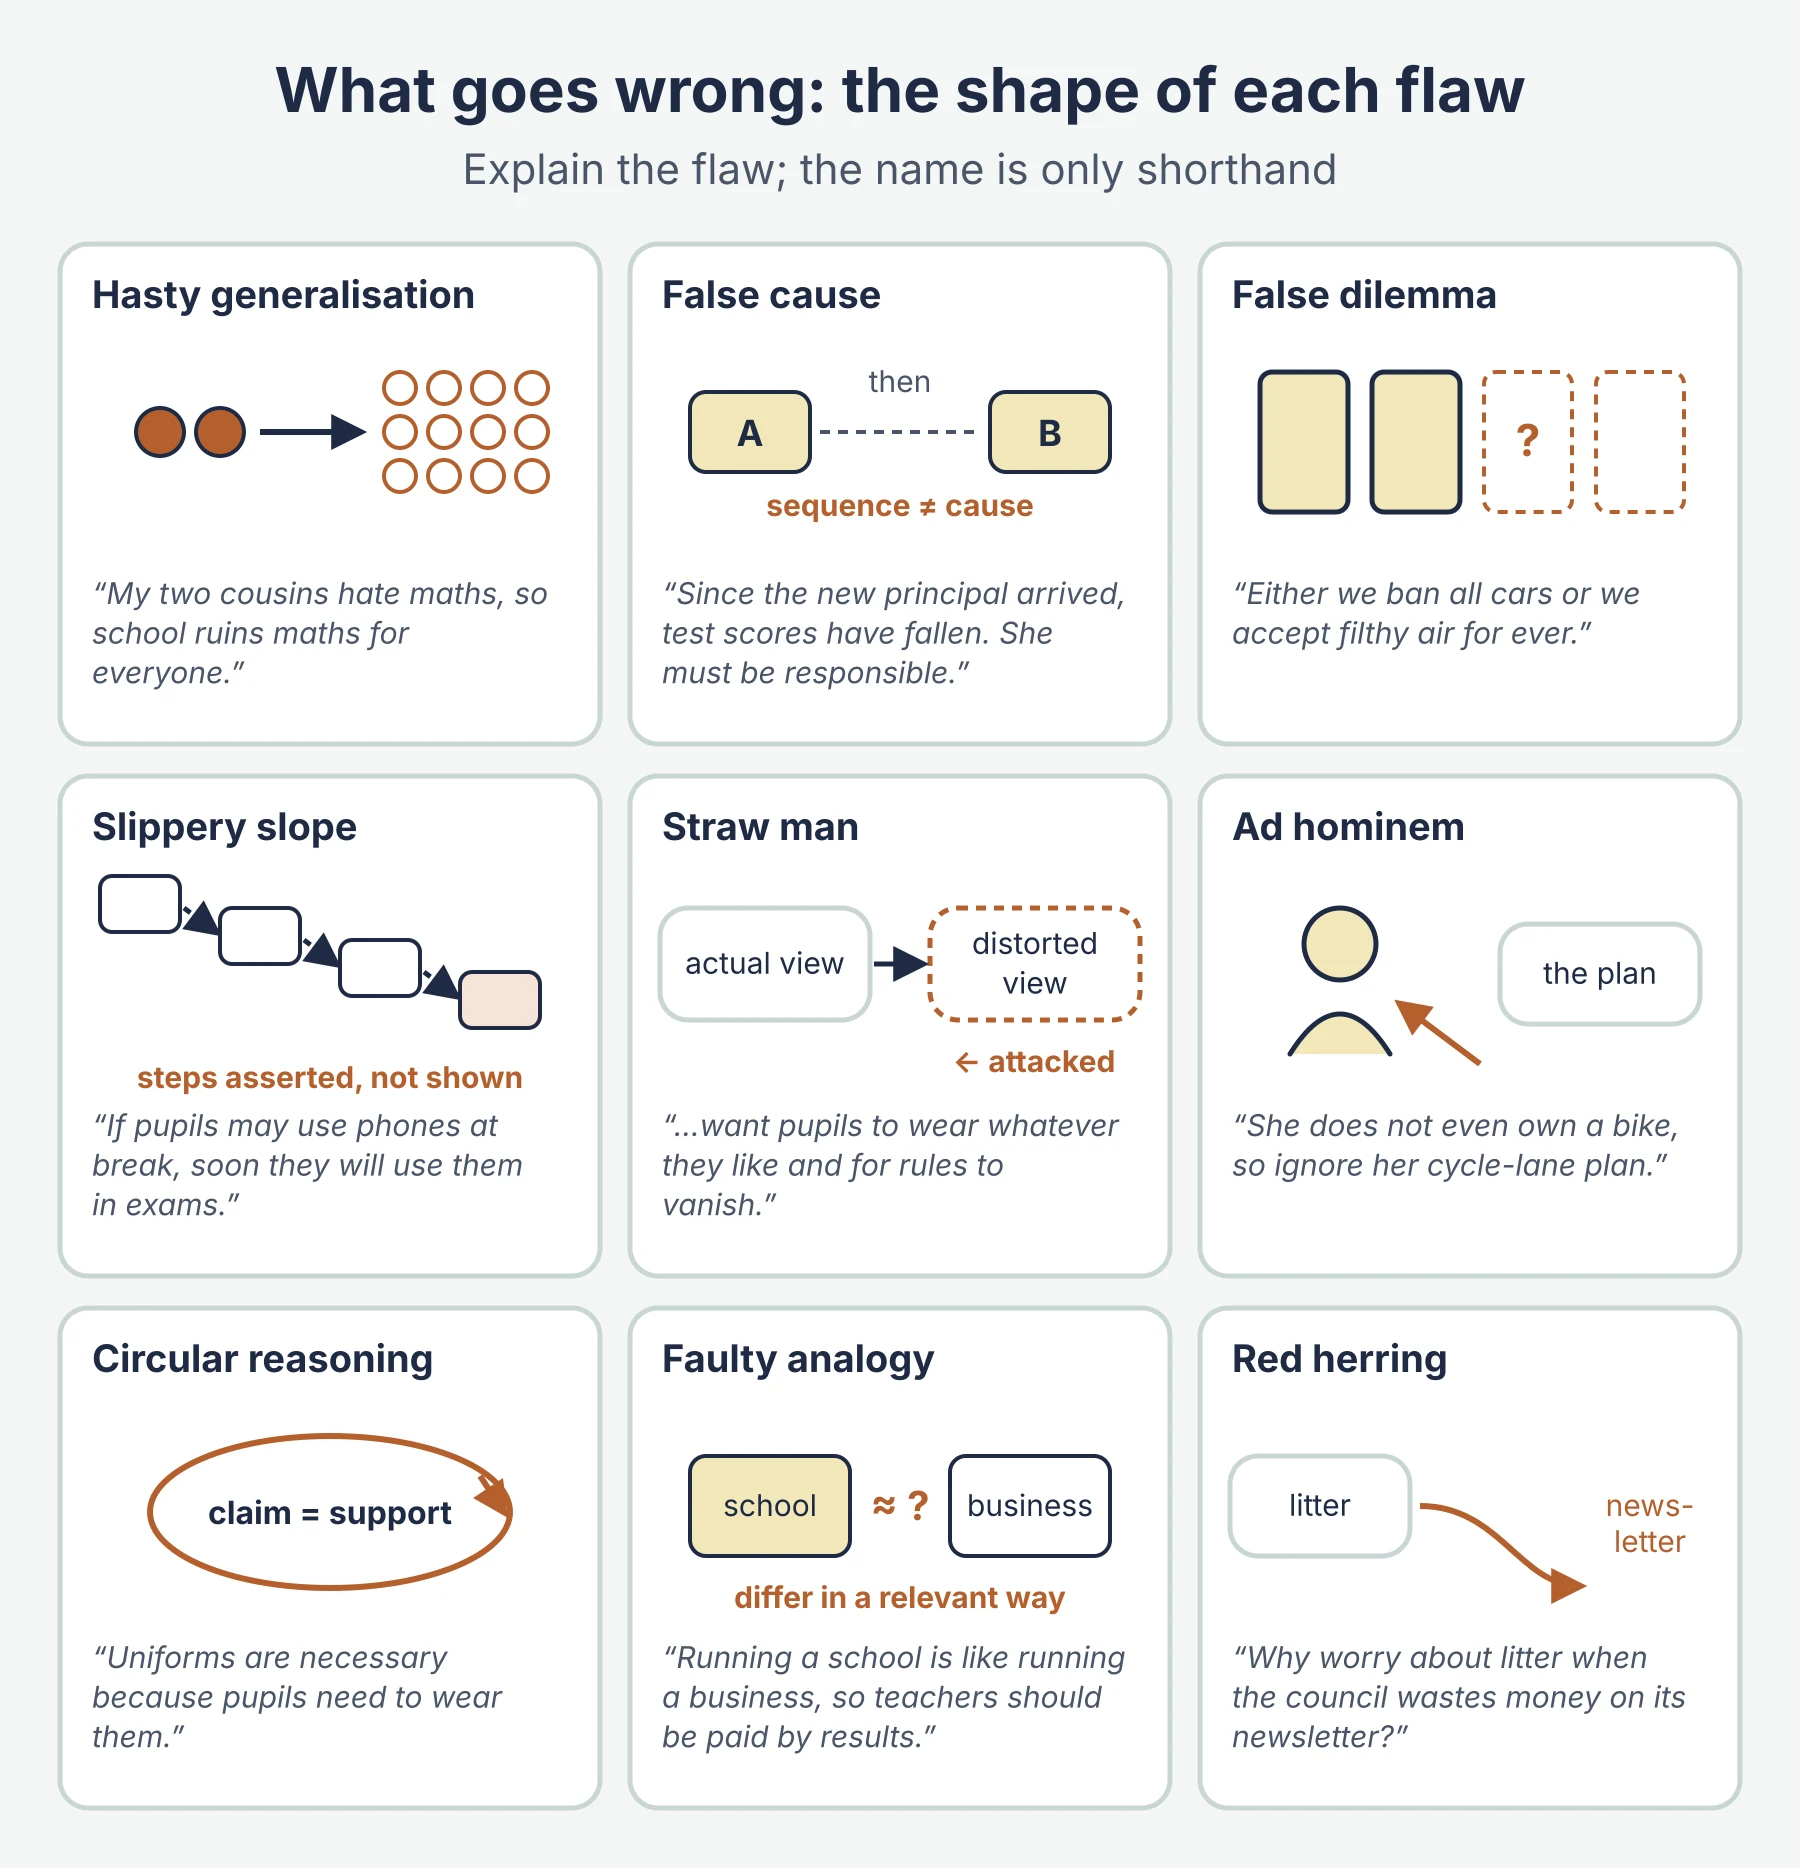 What goes wrong: the shape of each flaw
Explain the flaw; the name is only shorthand
Hasty generalisation
“My two cousins hate maths, so
school ruins maths for
everyone.”
False cause
then
A
B
sequence ≠ cause
“Since the new principal arrived,
test scores have fallen. She
must be responsible.”
False dilemma
?
“Either we ban all cars or we
accept filthy air for ever.”
Slippery slope
steps asserted, not shown
“If pupils may use phones at
break, soon they will use them
in exams.”
Straw man
actual view
distorted
view
← attacked
“…want pupils to wear whatever
they like and for rules to
vanish.”
Ad hominem
the plan
“She does not even own a bike,
so ignore her cycle-lane plan.”
Circular reasoning
claim = support
“Uniforms are necessary
because pupils need to wear
them.”
Faulty analogy
school
≈ ?
business
differ in a relevant way
“Running a school is like running
a business, so teachers should
be paid by results.”
Red herring
litter
news-
letter
“Why worry about litter when
the council wastes money on its
newsletter?”